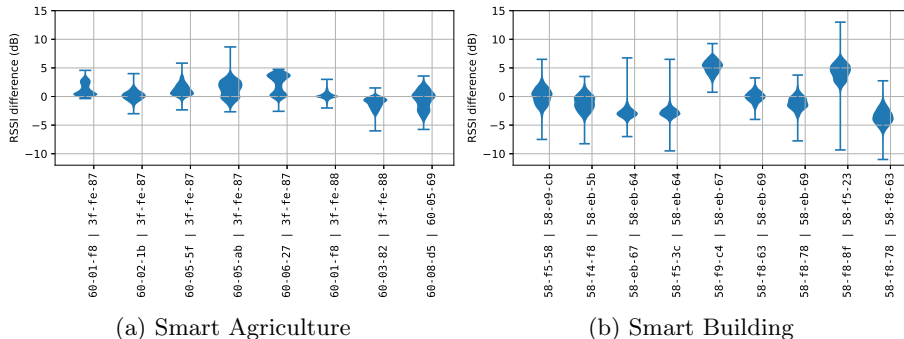 RSSI difference (dB)
15
10
5
0
−5
−10
60-01-f8 | 3f-fe-87
60-02-1b | 3f-fe-87
60-05-5f | 3f-fe-87
60-05-ab | 3f-fe-87
60-06-27 | 3f-fe-87
60-01-f8 | 3f-fe-88
60-03-82 | 3f-fe-88
60-08-d5 | 60-05-69
(a) Smart Agriculture
RSSI difference (dB)
15
10
5
0
−5
−10
58-f5-58 | 58-e9-cb
58-f4-f8 | 58-eb-5b
58-eb-67 | 58-eb-64
58-f5-3c | 58-eb-64
58-f9-c4 | 58-eb-67
58-f8-63 | 58-eb-69
58-f8-78 | 58-eb-69
58-f8-8f | 58-f5-23
58-f8-78 | 58-f8-63
(b) Smart Building